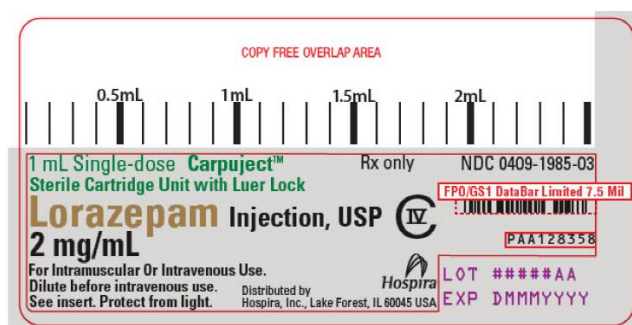 COPY FREE OVERLAP AREA
0.5mL 1mL 1.5mL 2mL
1 mL Single-dose Carpuject™ Rx only NDC 0409-1985-03
Sterile Cartridge Unit with Luer Lock
FPO/GS1 DataBar Limited 7.5 Mil
Lorazepam Injection, USP CIV
2 mg/mL
PAA128358
For Intramuscular Or Intravenous Use.
Dilute before intravenous use.
See insert. Protect from light.
Distributed by
Hospira, Inc., Lake Forest, IL 60045 USA
Hospira
LOT #####AA
EXP DMMMYYYY